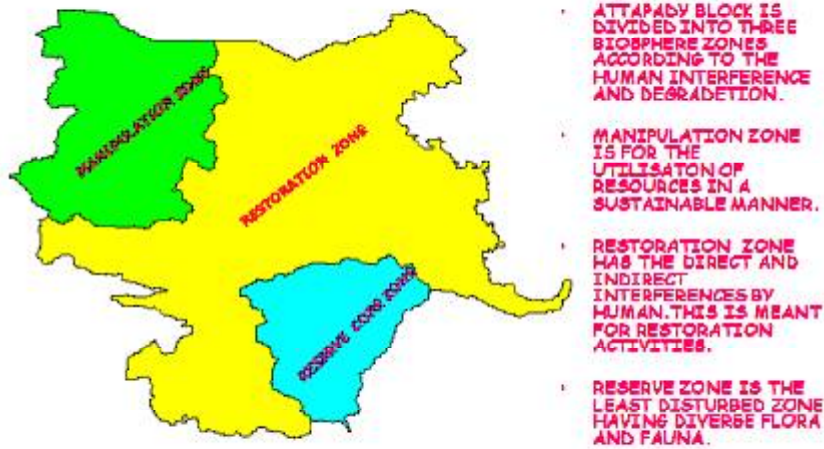 MANIPULATION ZONE
RESTORATION ZONE
RESERVE CORE ZONE
ATTAPADY BLOCK IS
DIVIDED INTO THREE
BIOSPHERE ZONES
ACCORDING TO THE
HUMAN INTERFERENCE
AND DEGRADETION.
MANIPULATION ZONE
IS FOR THE
UTILISATON OF
RESOURCES IN A
SUSTAINABLE MANNER.
RESTORATION ZONE
HAS THE DIRECT AND
INDIRECT
INTERFERENCES BY
HUMAN.THIS IS MEANT
FOR RESTORATION
ACTIVITIES.
RESERVE ZONE IS THE
LEAST DISTURBED ZONE
HAVING DIVERSE FLORA
AND FAUNA.